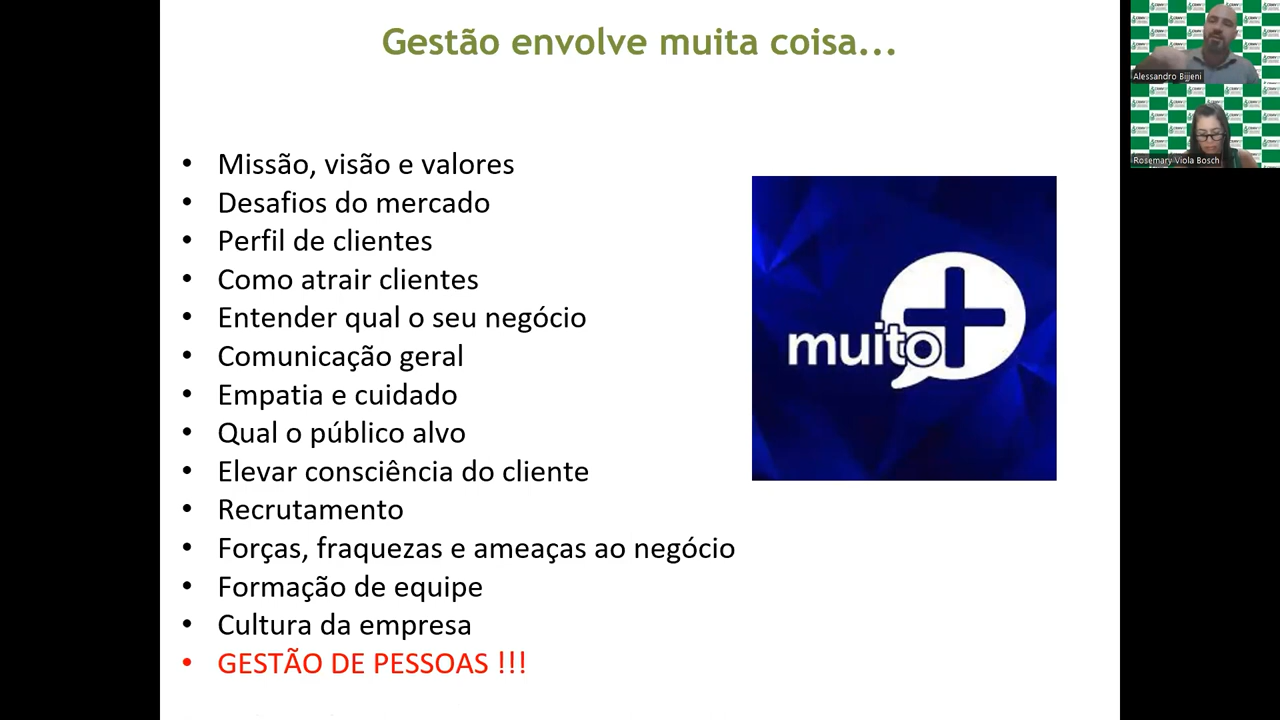 Gestão envolve muita coisa...
• Missão, visão e valores
• Desafios do mercado
• Perfil de clientes
• Como atrair clientes
• Entender qual o seu negócio
• Comunicação geral
• Empatia e cuidado
• Qual o público alvo
• Elevar consciência do cliente
• Recrutamento
• Forças, fraquezas e ameaças ao negócio
• Formação de equipe
• Cultura da empresa
• GESTÃO DE PESSOAS !!!
muito+
Alessandro Bijjeni
Rosemary Viola Bosch